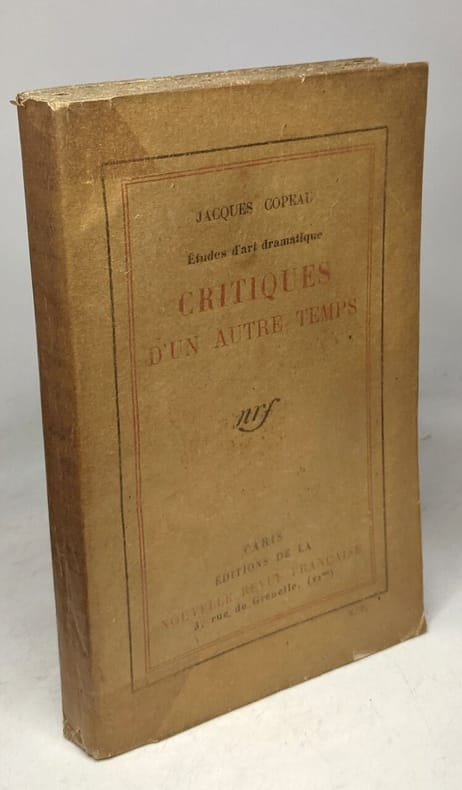 JACQUES COPEAU
Études d'art dramatique
CRITIQUES
D'UN AUTRE TEMPS
nrf
PARIS
ÉDITIONS DE LA
NOUVELLE REVUE FRANÇAISE
3, rue de Grenelle, (VIme)